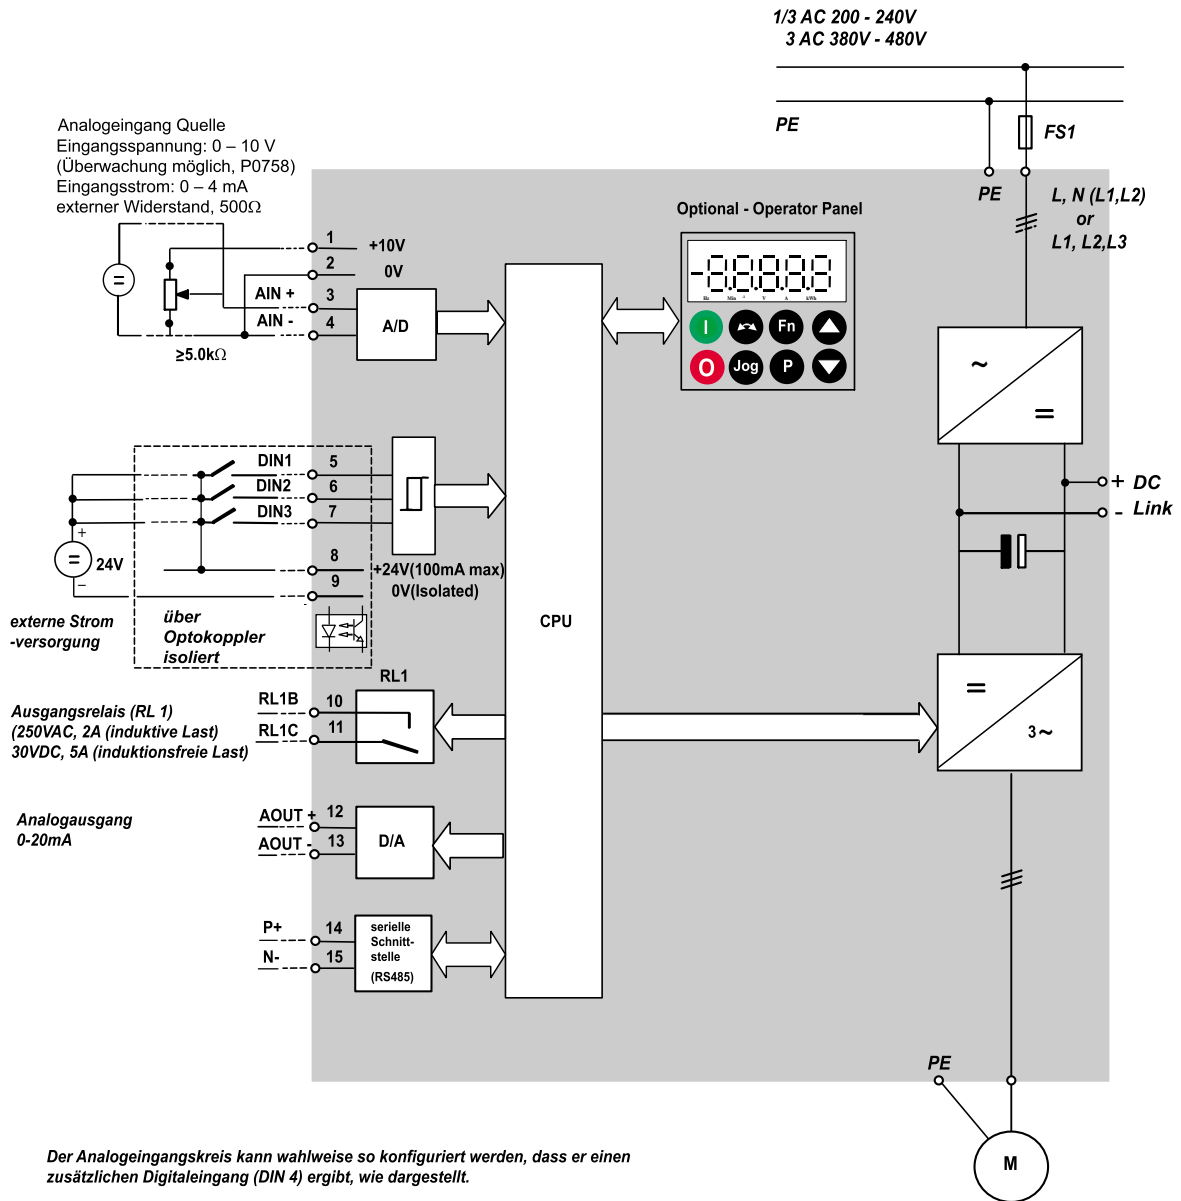 1/3 AC 200 - 240V
3 AC 380V - 480V
PE
FS1
Analogeingang Quelle
Eingangsspannung: 0 – 10 V
(Überwachung möglich, P0758)
Eingangsstrom: 0 – 4 mA
externer Widerstand, 500Ω
PE
L, N (L1,L2)
or
L1, L2,L3
Optional - Operator Panel
1
+10V
2
0V
AIN +
3
AIN -
4
A/D
≥5.0kΩ
Hz Min -1 V A kWh
I
Fn
O
Jog
P
~
=
DIN1
5
DIN2
6
DIN3
7
+
=
24V
–
8
+24V(100mA max)
9
0V(Isolated)
externe Strom
-versorgung
über
Optokoppler
isoliert
CPU
+ DC
- Link
RL1
RL1B
10
RL1C
11
Ausgangsrelais (RL 1)
(250VAC, 2A (induktive Last)
30VDC, 5A (induktionsfreie Last)
=
3 ~
Analogausgang
0-20mA
AOUT +
12
AOUT -
13
D/A
P+
14
N-
15
serielle
Schnitt-
stelle
(RS485)
PE
M
Der Analogeingangskreis kann wahlweise so konfiguriert werden, dass er einen
zusätzlichen Digitaleingang (DIN 4) ergibt, wie dargestellt.